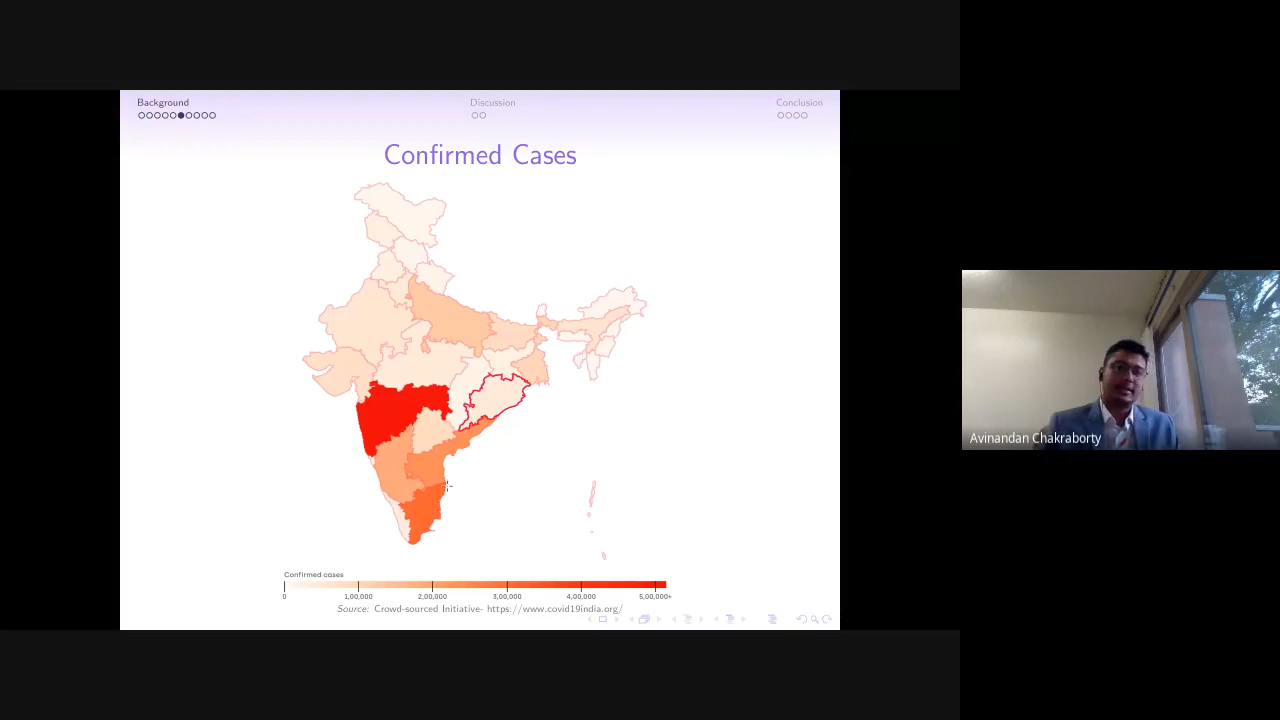 Background Discussion Conclusion
Confirmed Cases
Confirmed cases
0 1,00,000 2,00,000 3,00,000 4,00,000 5,00,000+
Source: Crowd-sourced Initiative- https://www.covid19india.org/
Avinandan Chakraborty